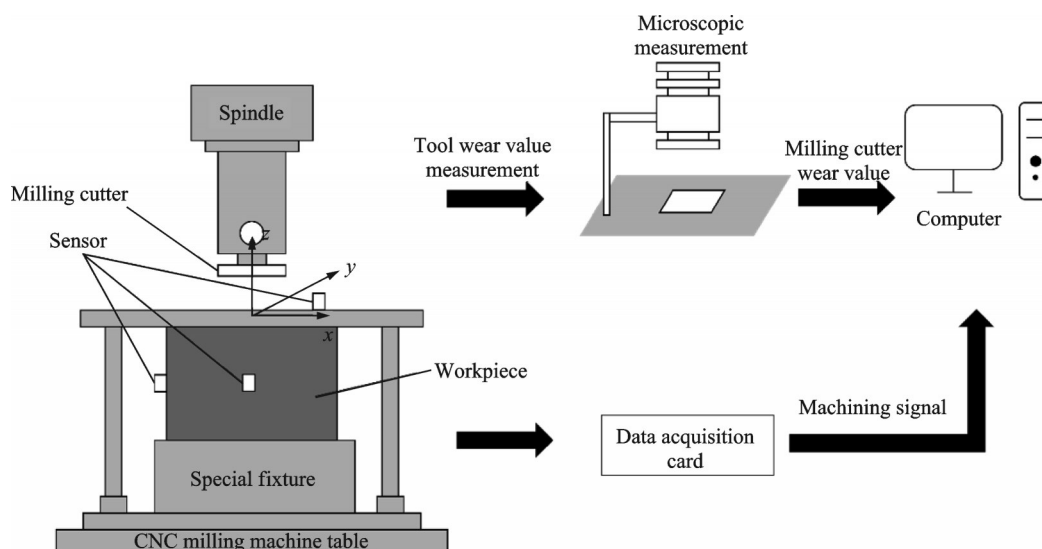 Microscopic
measurement
Spindle
Tool wear value
measurement
Milling cutter
wear value
Computer
Milling cutter
Sensor
z
y
x
Workpiece
Machining signal
Data acquisition
card
Special fixture
CNC milling machine table